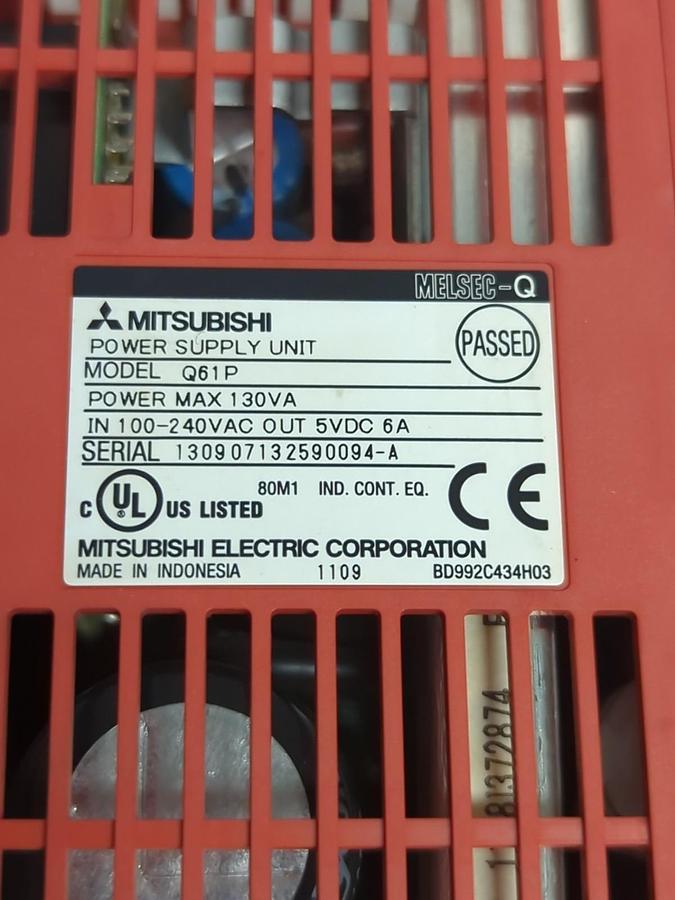 MELSEC-Q
MITSUBISHI
POWER SUPPLY UNIT
PASSED
MODEL Q61P
POWER MAX 130VA
IN 100-240VAC OUT 5VDC 6A
SERIAL 130907132590094-A
C UL ® US LISTED 80M1 IND. CONT. EQ. CE
MITSUBISHI ELECTRIC CORPORATION
MADE IN INDONESIA 1109 BD992C434H03